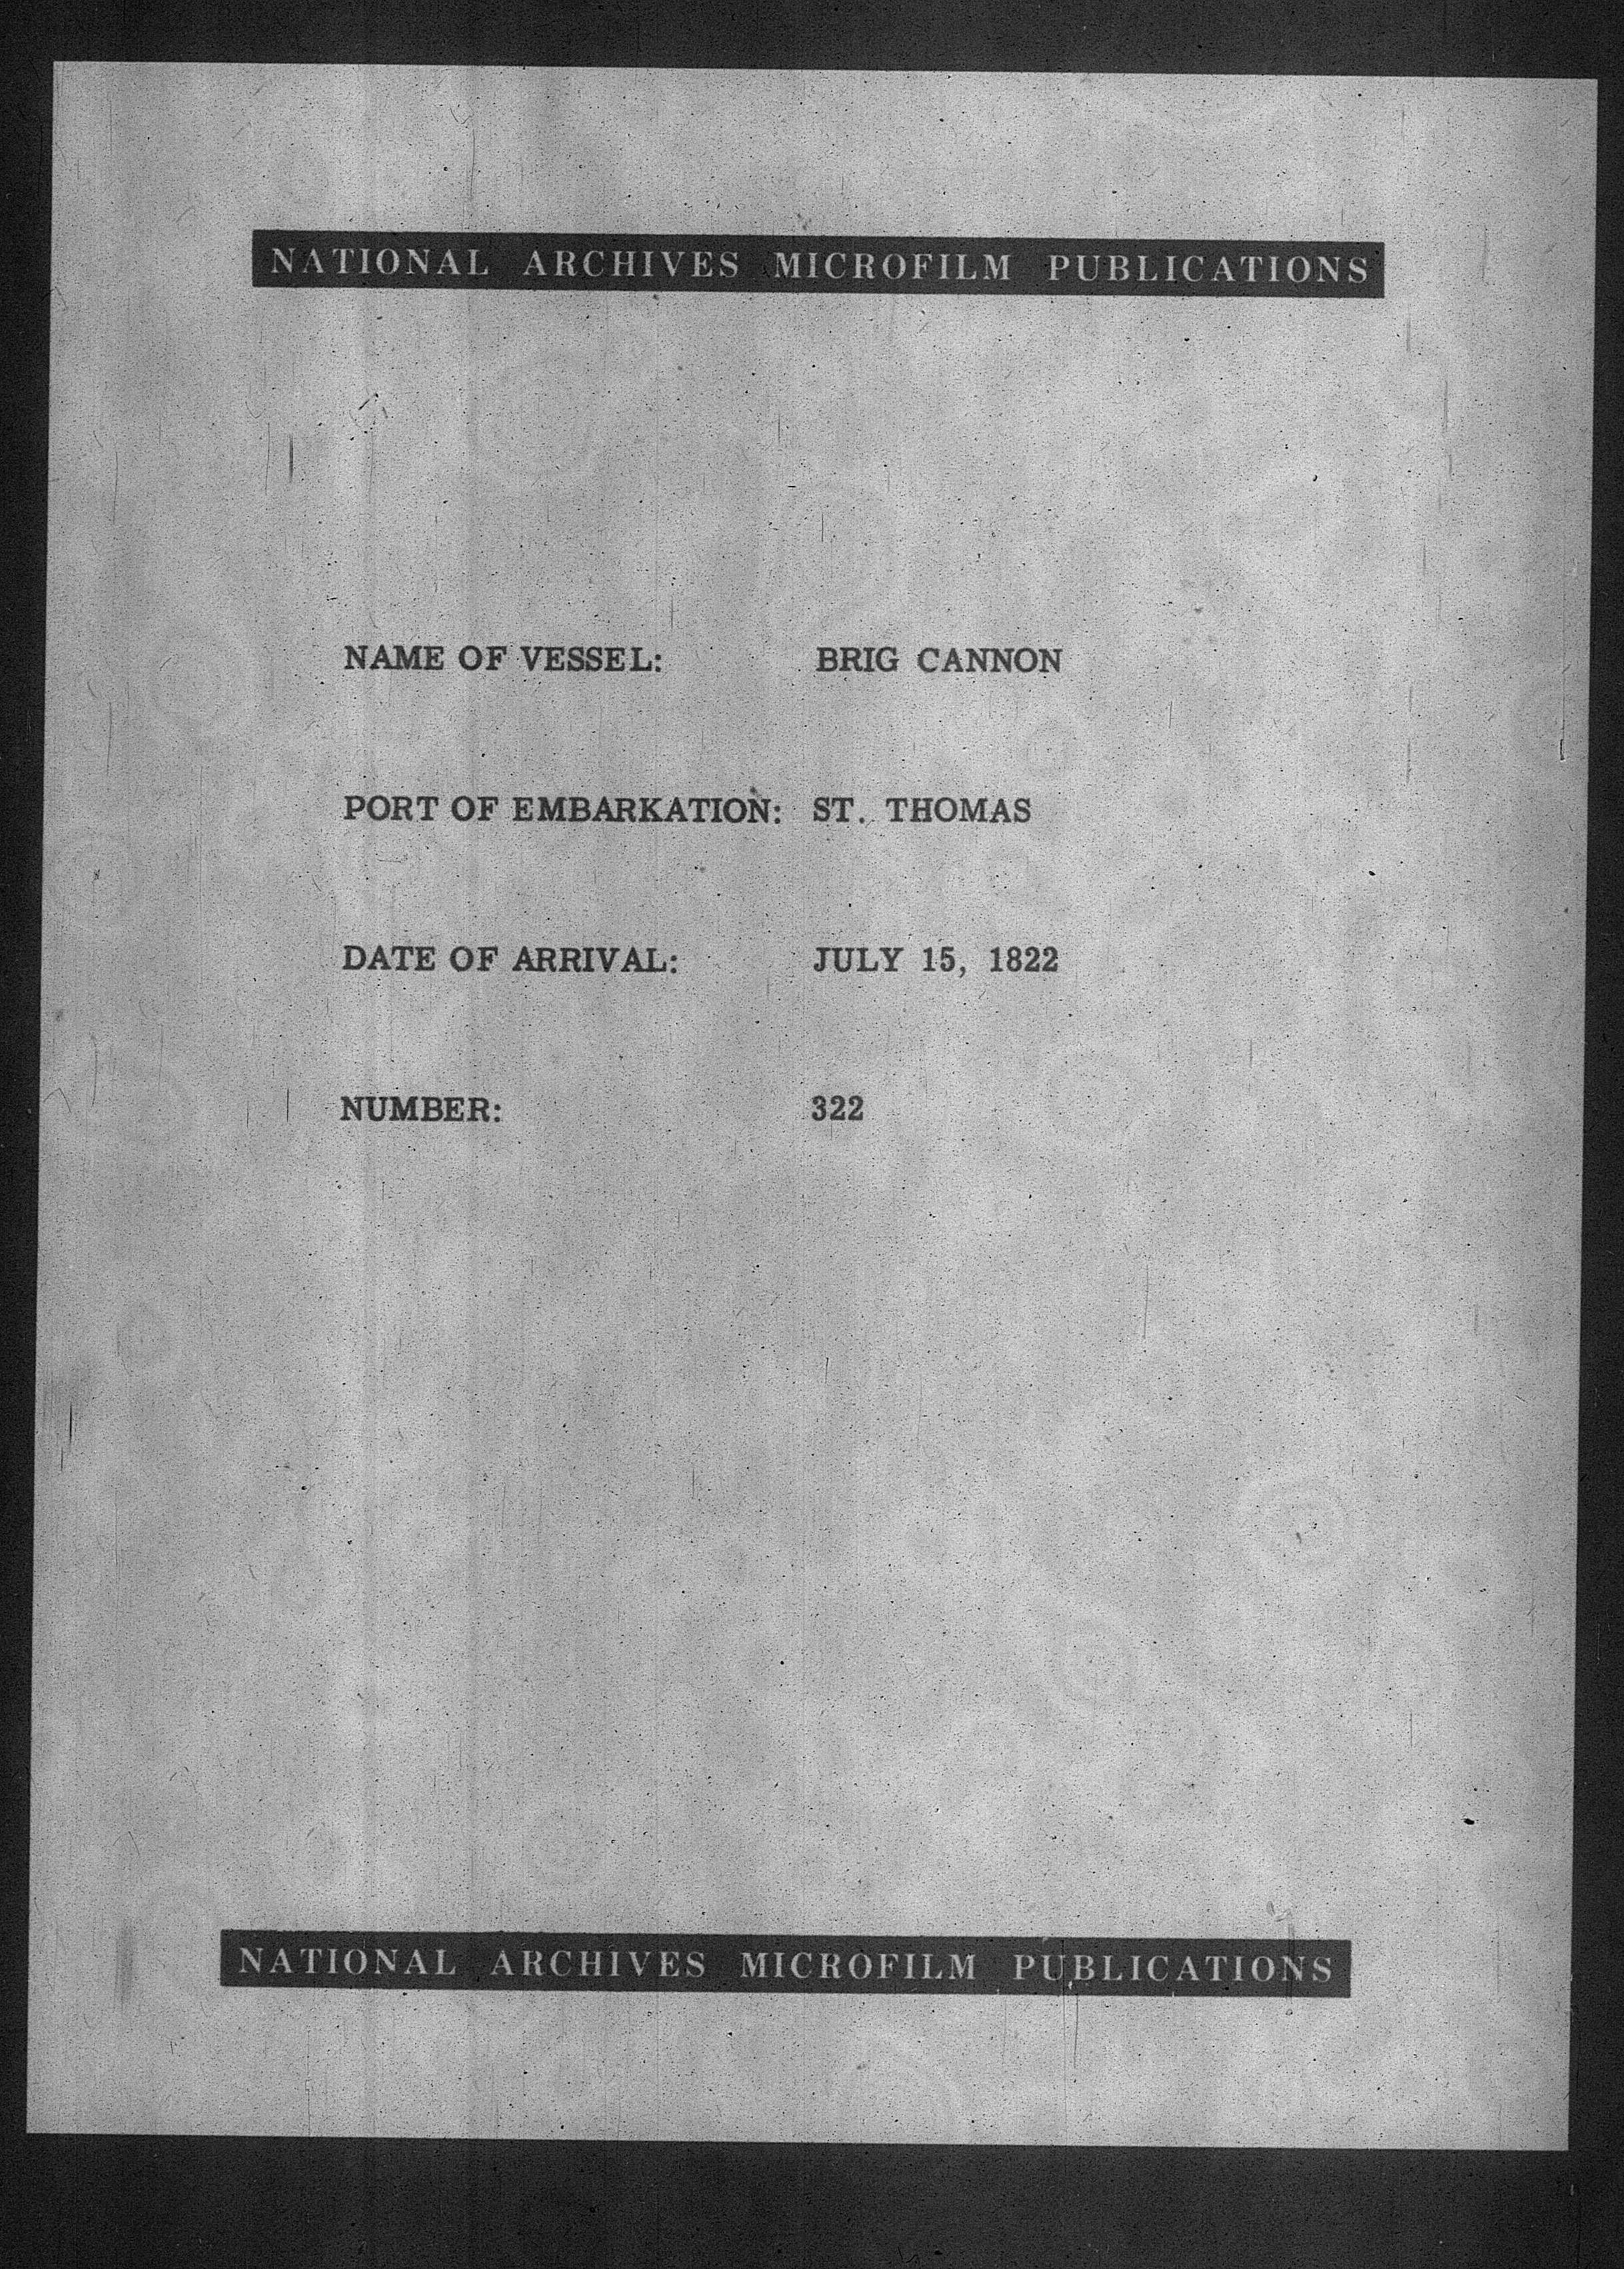 NATIONAL ARCHIVES MICROFILM PUBLICATIONS
NAME OF VESSEL: BRIG CANNON
PORT OF EMBARKATION: ST. THOMAS
DATE OF ARRIVAL: JULY 15, 1822
NUMBER: 322
NATIONAL ARCHIVES MICROFILM PUBLICATIONS